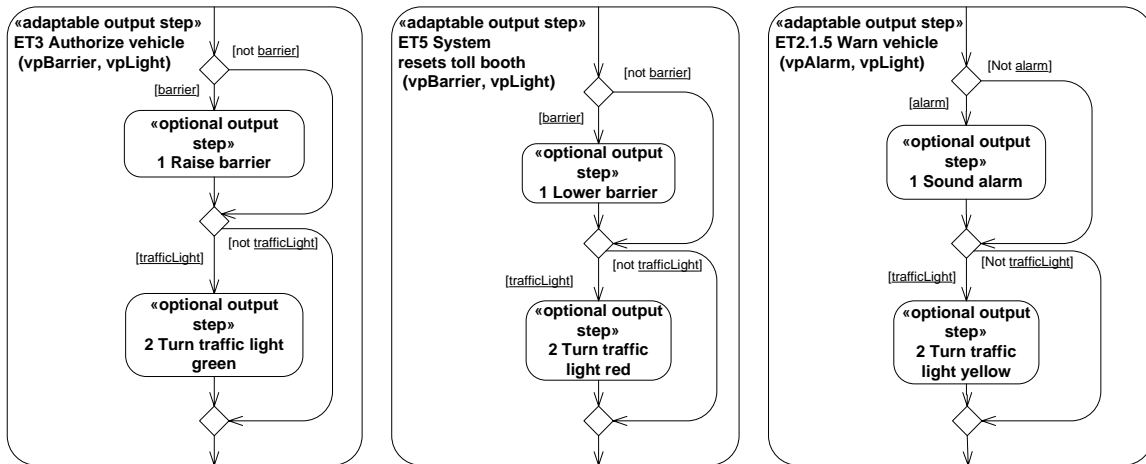 «adaptable output step»
ET3 Authorize vehicle
(vpBarrier, vpLight)
[not barrier]
[barrier]
«optional output
step»
1 Raise barrier
[not trafficLight]
[trafficLight]
«optional output
step»
2 Turn traffic light
green
«adaptable output step»
ET5 System
resets toll booth
(vpBarrier, vpLight)
[not barrier]
[barrier]
«optional output
step»
1 Lower barrier
[not trafficLight]
[trafficLight]
«optional output
step»
2 Turn traffic
light red
«adaptable output step»
ET2.1.5 Warn vehicle
(vpAlarm, vpLight)
[Not alarm]
[alarm]
«optional output
step»
1 Sound alarm
[Not trafficLight]
[trafficLight]
«optional output
step»
2 Turn traffic
light yellow